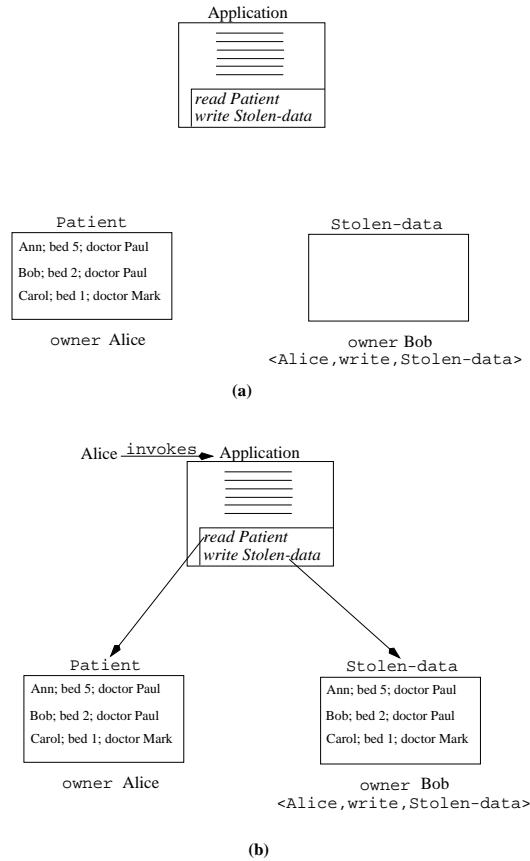 Application
read Patient
write Stolen-data
Patient
Ann; bed 5; doctor Paul
Bob; bed 2; doctor Paul
Carol; bed 1; doctor Mark
owner Alice
Stolen-data
owner Bob
<Alice,write,Stolen-data>
(a)
Alice invokes Application
read Patient
write Stolen-data
Patient
Ann; bed 5; doctor Paul
Bob; bed 2; doctor Paul
Carol; bed 1; doctor Mark
owner Alice
Stolen-data
Ann; bed 5; doctor Paul
Bob; bed 2; doctor Paul
Carol; bed 1; doctor Mark
owner Bob
<Alice,write,Stolen-data>
(b)